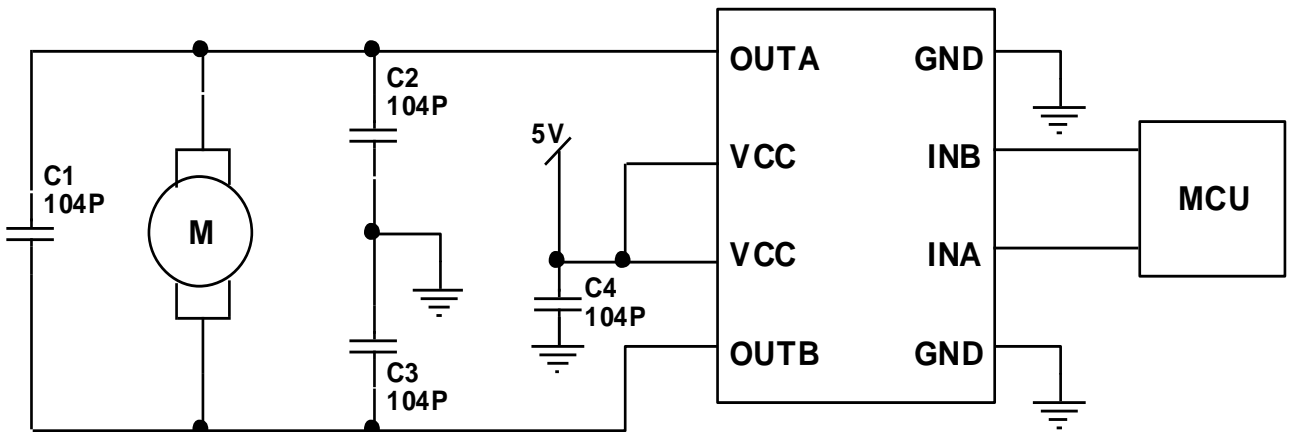 OUTA
GND
C2
104P
5V
VCC
INB
C1
104P
M
MCU
VCC
INA
C4
104P
OUTB
GND
C3
104P